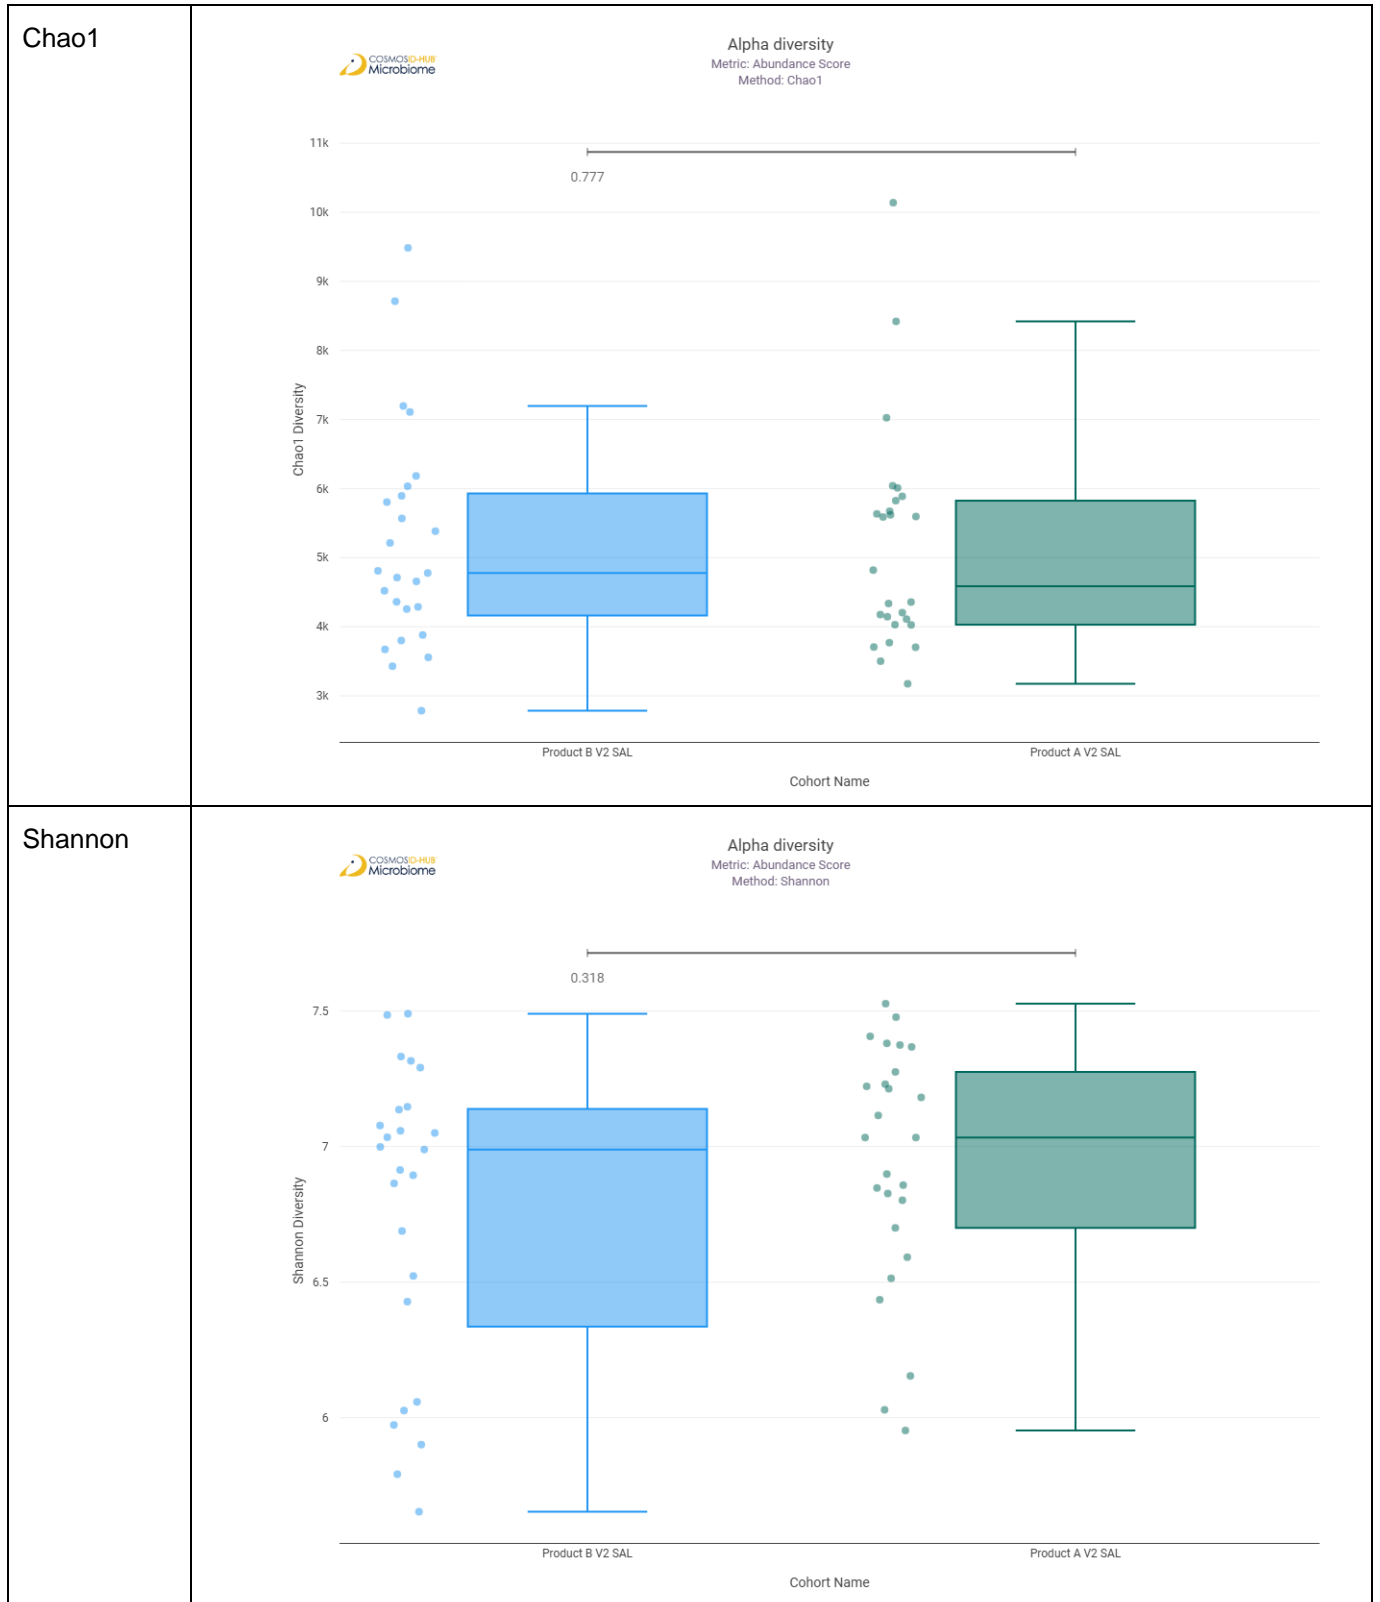 Chao1
COSMOSID-HUB
Microbiome
Alpha diversity
Metric: Abundance Score
Method: Chao1
11k
0.777
10k
9k
8k
7k
6k
5k
4k
3k
Chao1 Diversity
Product B V2 SAL
Product A V2 SAL
Cohort Name
Shannon
COSMOSID-HUB
Microbiome
Alpha diversity
Metric: Abundance Score
Method: Shannon
0.318
7.5
7
6.5
6
Shannon Diversity
Product B V2 SAL
Product A V2 SAL
Cohort Name